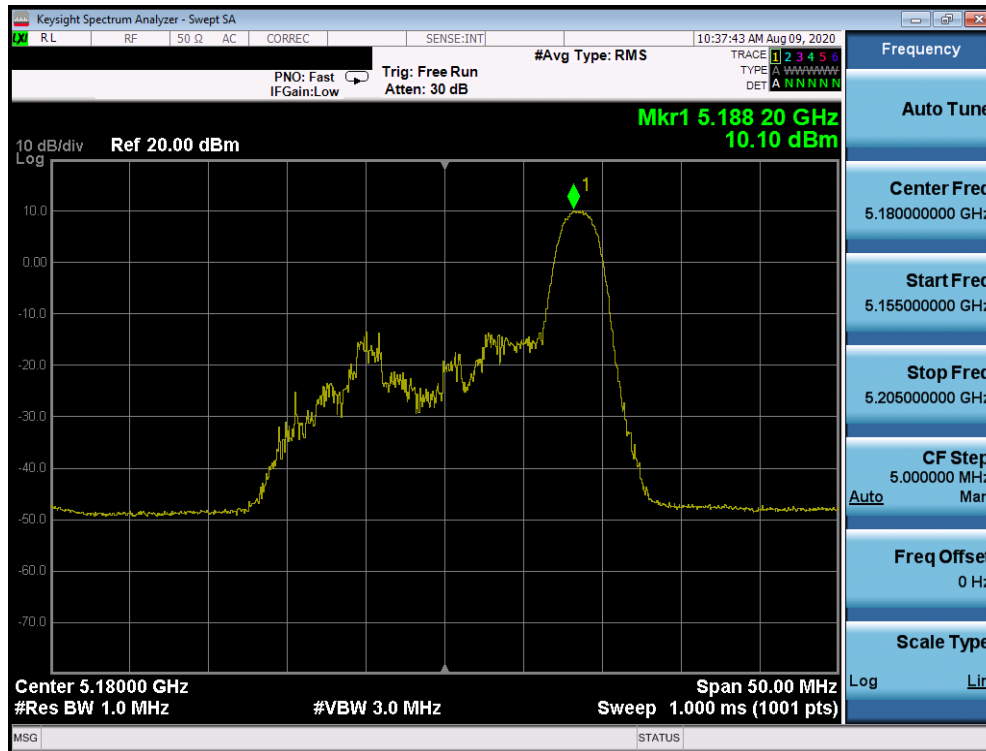 Keysight Spectrum Analyzer - Swept SA
LXI RL RF 50 Ω AC CORREC SENSE:INT 10:37:43 AM Aug 09, 2020
#Avg Type: RMS
TRACE 1 2 3 4 5 6
TYPE A WWWWW
DET A N N N N N
PNO: Fast
IFGain:Low
Trig: Free Run
Atten: 30 dB
Mkr1 5.188 20 GHz
10.10 dBm
10 dB/div Ref 20.00 dBm
Log
1
10.0
0.00
-10.0
-20.0
-30.0
-40.0
-50.0
-60.0
-70.0
Center 5.18000 GHz Span 50.00 MHz
#Res BW 1.0 MHz #VBW 3.0 MHz Sweep 1.000 ms (1001 pts)
MSG STATUS
Frequency
Auto Tune
Center Freq
5.180000000 GHz
Start Freq
5.155000000 GHz
Stop Freq
5.205000000 GHz
CF Step
5.000000 MHz
Auto Man
Freq Offset
0 Hz
Scale Type
Log Lin